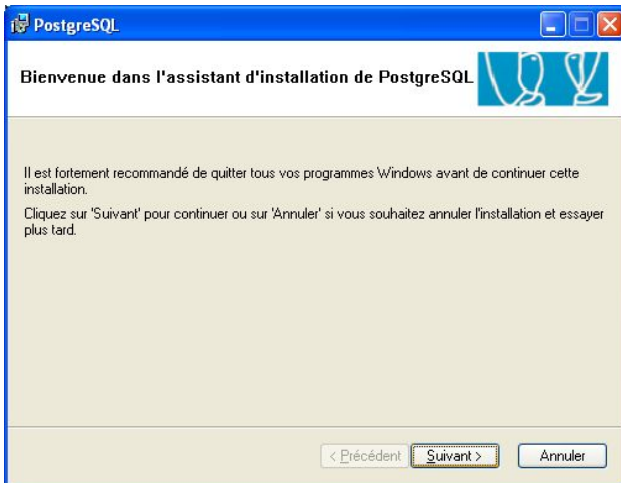 PostgreSQL
Bienvenue dans l'assistant d'installation de PostgreSQL
Il est fortement recommandé de quitter tous vos programmes Windows avant de continuer cette
installation.
Cliquez sur 'Suivant' pour continuer ou sur 'Annuler' si vous souhaitez annuler l'installation et essayer
plus tard.
< Précédent Suivant > Annuler